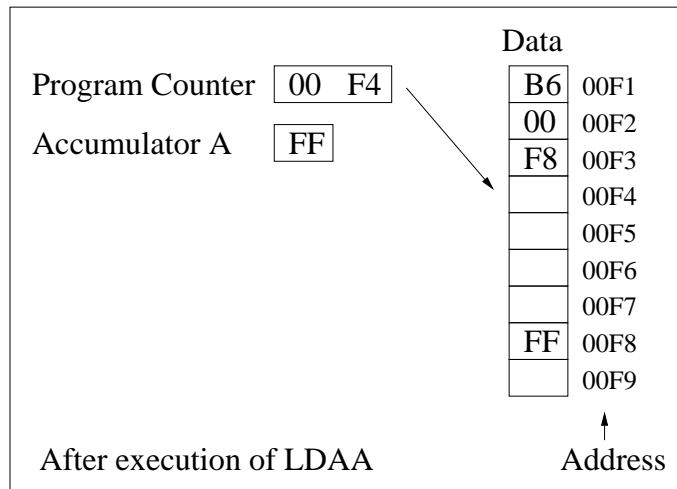 Data
Program Counter 00 F4
Accumulator A FF
B6 00F1
00 00F2
F8 00F3
00F4
00F5
00F6
00F7
FF 00F8
00F9
After execution of LDAA
Address